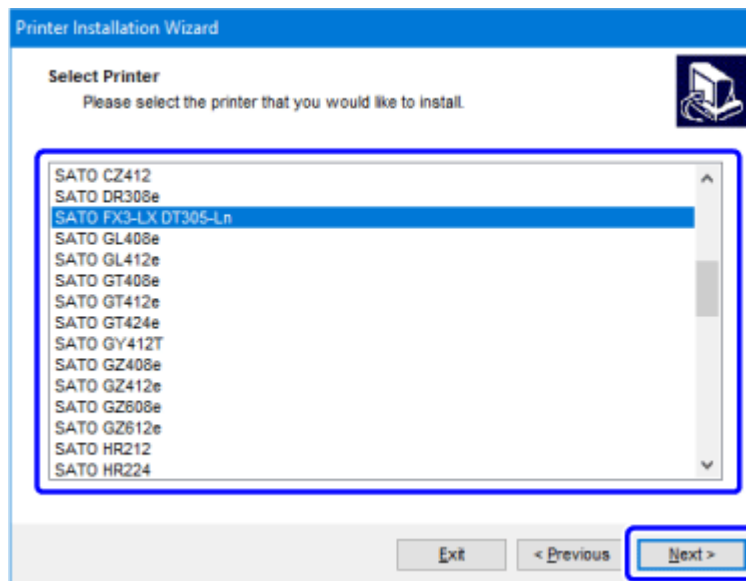 Printer Installation Wizard
Select Printer
Please select the printer that you would like to install.
SATO CZ412
SATO DR308e
SATO FX3-LX DT305-Ln
SATO GL408e
SATO GL412e
SATO GT408e
SATO GT412e
SATO GT424e
SATO GY412T
SATO GZ408e
SATO GZ412e
SATO GZ608e
SATO GZ612e
SATO HR212
SATO HR224
Exit
< Previous
Next >